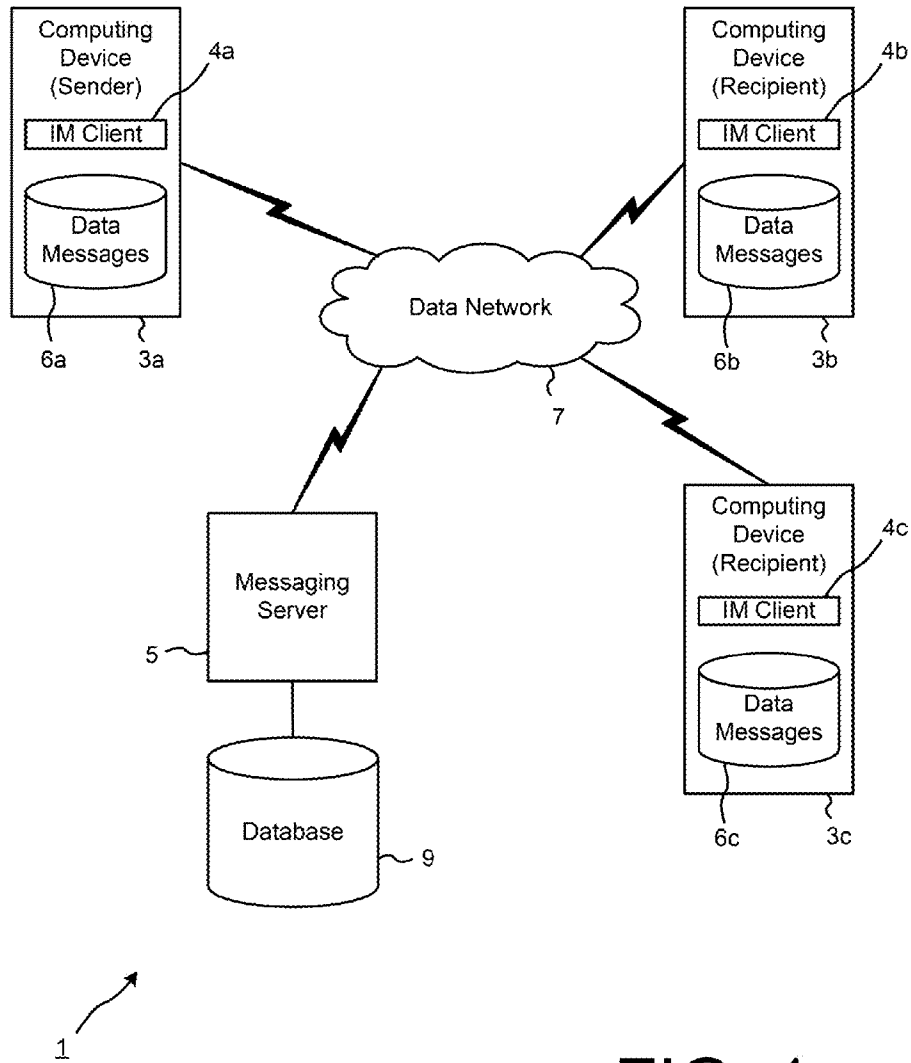 Computing
Device
(Sender)
4a
IM Client
Data
Messages
6a
3a
Computing
Device
(Recipient)
4b
IM Client
Data
Messages
6b
3b
Data Network
7
Computing
Device
(Recipient)
4c
IM Client
Data
Messages
6c
3c
Messaging
Server
5
Database
9
1